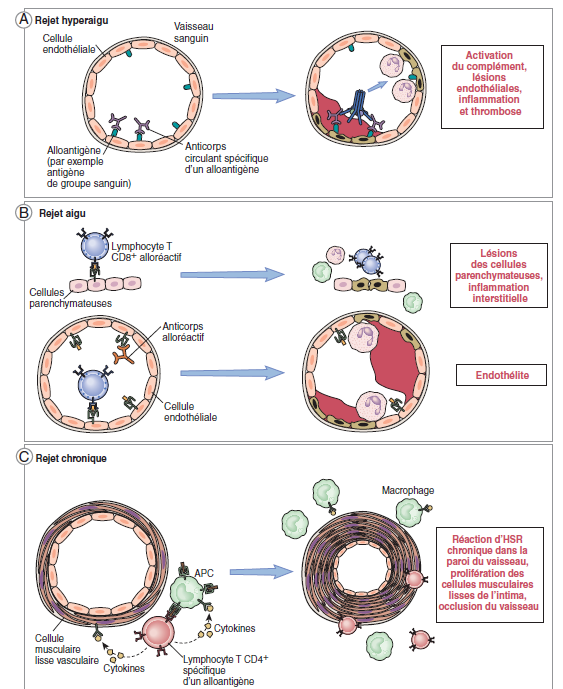 A Rejet hyperaigu
Cellule
endothéliale
Vaisseau
sanguin
Alloantigène
(par exemple
antigène
de groupe sanguin)
Anticorps
circulant spécifique
d'un alloantigène
Activation
du complément,
lésions
endothéliales,
inflammation
et thrombose
B Rejet aigu
Lymphocyte T
CD8+ alloréactif
Cellules
parenchymateuses
Lésions
des cellules
parenchymateuses,
inflammation
interstitielle
Anticorps
alloréactif
Cellule
endothéliale
Endothélite
C Rejet chronique
Macrophage
APC
Cytokines
Cellule
musculaire
lisse vasculaire
Cytokines
Lymphocyte T CD4+
spécifique
d'un alloantigène
Réaction d'HSR
chronique dans la
paroi du vaisseau,
prolifération des
cellules musculaires
lisses de l'intima,
occlusion du vaisseau